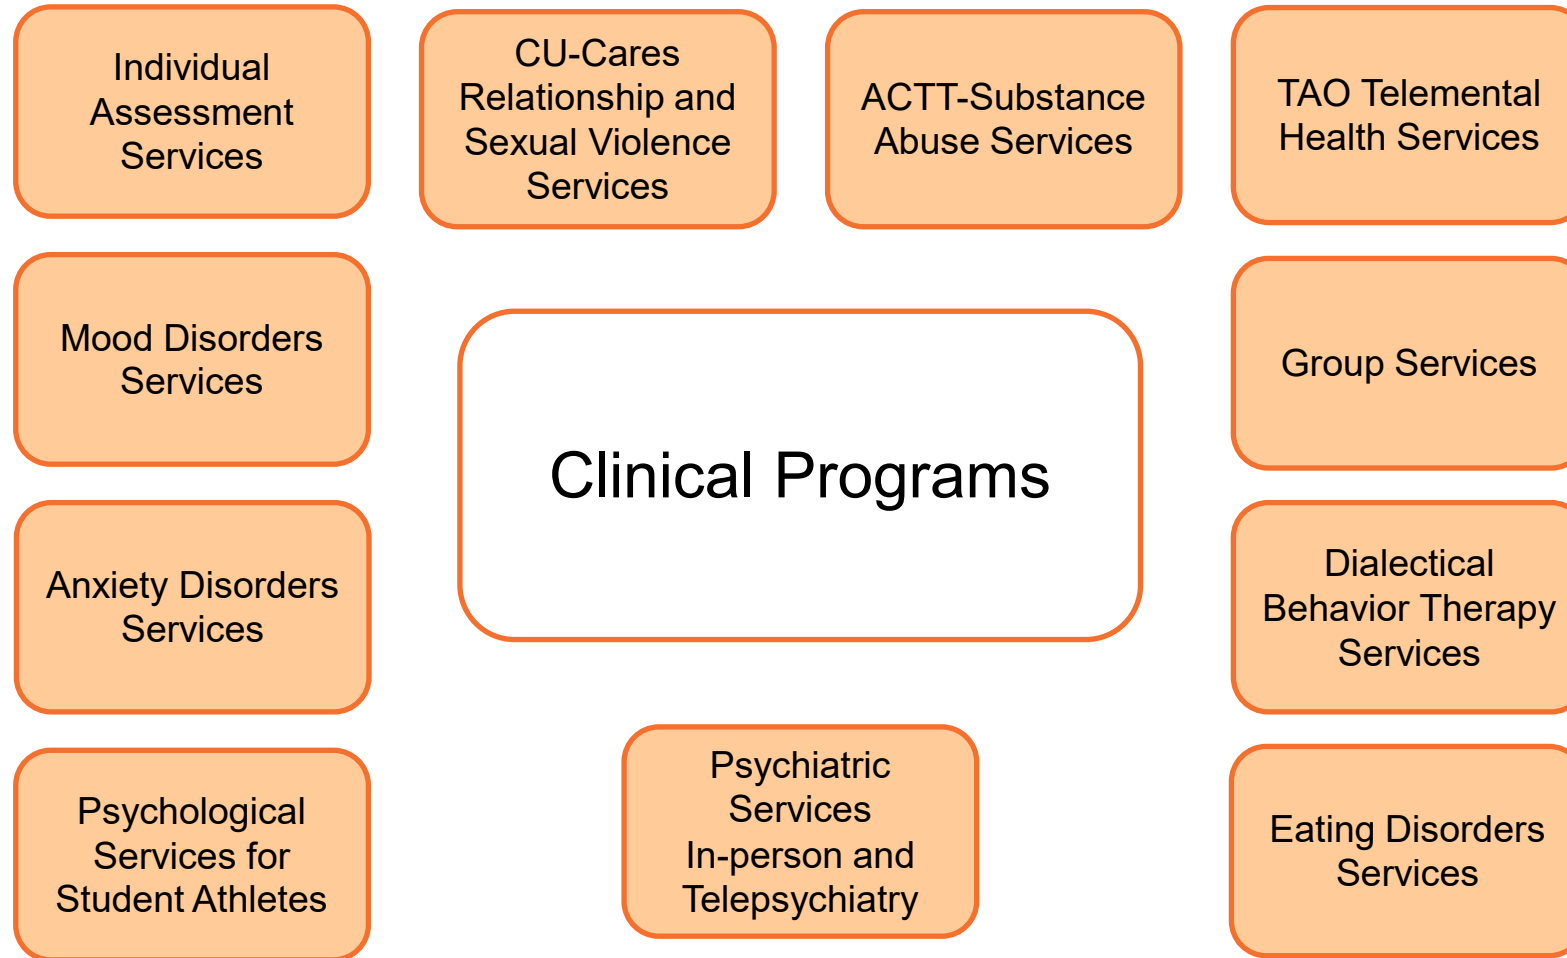 Individual
Assessment
Services
CU-Cares
Relationship and
Sexual Violence
Services
ACTT-Substance
Abuse Services
TAO Telemental
Health Services
Mood Disorders
Services
Group Services
Clinical Programs
Anxiety Disorders
Services
Dialectical
Behavior Therapy
Services
Psychological
Services for
Student Athletes
Psychiatric
Services
In-person and
Telepsychiatry
Eating Disorders
Services